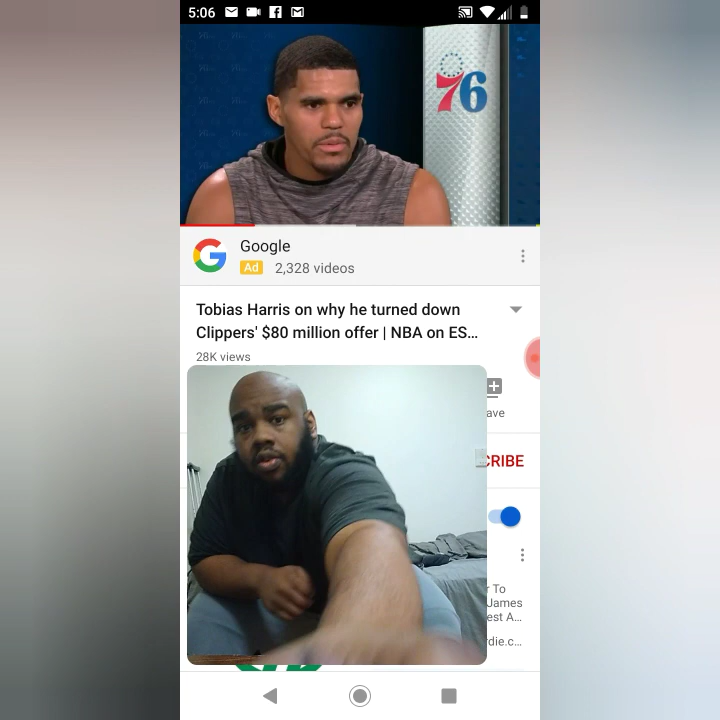 5:06
76
Google
Ad 2,328 videos
Tobias Harris on why he turned down
Clippers' $80 million offer | NBA on ES...
28K views
ave
CRIBE
r To
James
est A...
rdie.c...